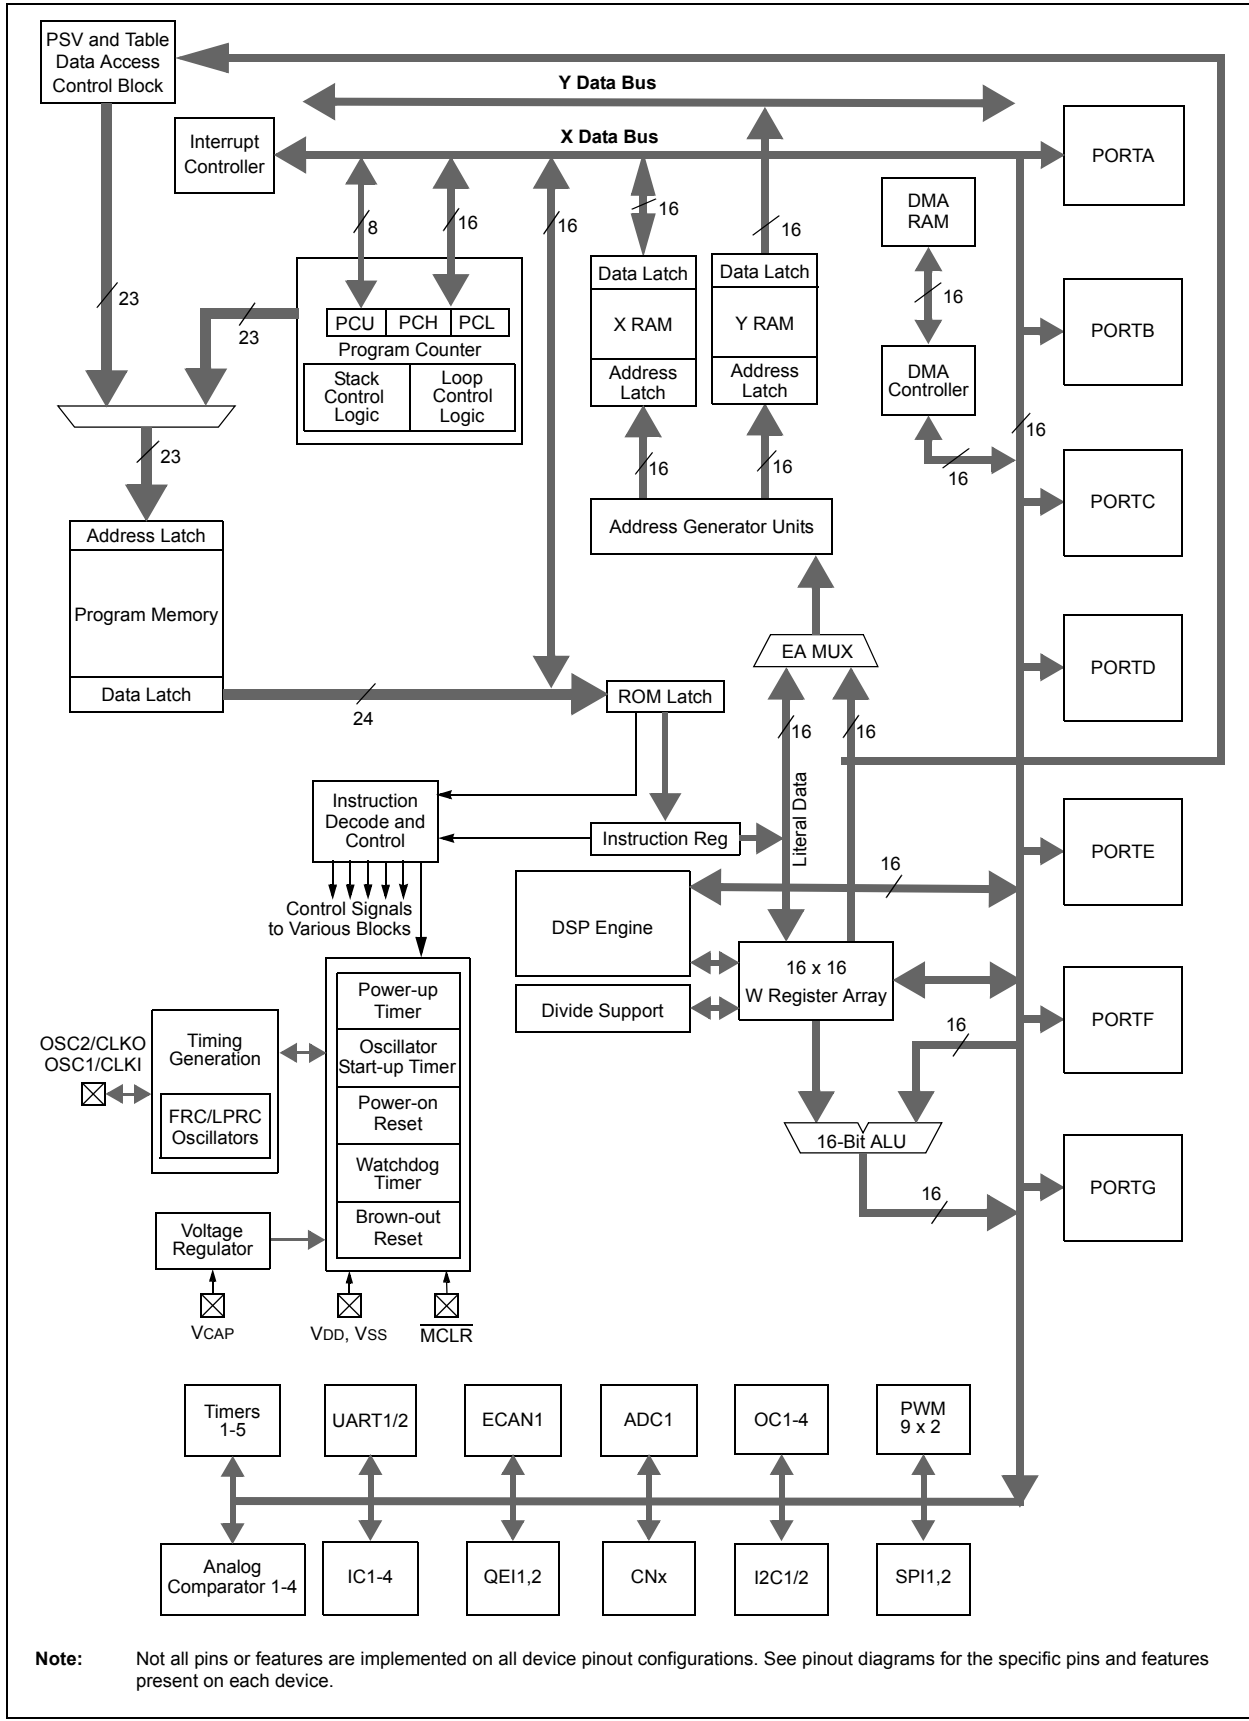 PSV and Table
Data Access
Control Block
Y Data Bus
X Data Bus
Interrupt
Controller
PORTA
8
16
16
16
16
DMA
RAM
16
23
23
PCU
PCH
PCL
Program Counter
Stack
Control
Logic
Loop
Control
Logic
Data Latch
X RAM
Address
Latch
Data Latch
Y RAM
Address
Latch
PORTB
DMA
Controller
16
16
23
16
16
PORTC
Address Latch
Program Memory
Data Latch
Address Generator Units
EA MUX
PORTD
24
ROM Latch
16
16
Literal Data
Instruction
Decode and
Control
Instruction Reg
PORTE
16
Control Signals
to Various Blocks
DSP Engine
16 x 16
W Register Array
Divide Support
PORTF
16
Power-up
Timer
Oscillator
Start-up Timer
Power-on
Reset
Watchdog
Timer
Brown-out
Reset
OSC2/CLKO
OSC1/CLKI
Timing
Generation
FRC/LPRC
Oscillators
16-Bit ALU
16
PORTG
Voltage
Regulator
VCAP
VDD, VSS
MCLR
Timers
1-5
UART1/2
ECAN1
ADC1
OC1-4
PWM
9 x 2
Analog
Comparator 1-4
IC1-4
QEI1,2
CNx
I2C1/2
SPI1,2
Note: Not all pins or features are implemented on all device pinout configurations. See pinout diagrams for the specific pins and features
present on each device.